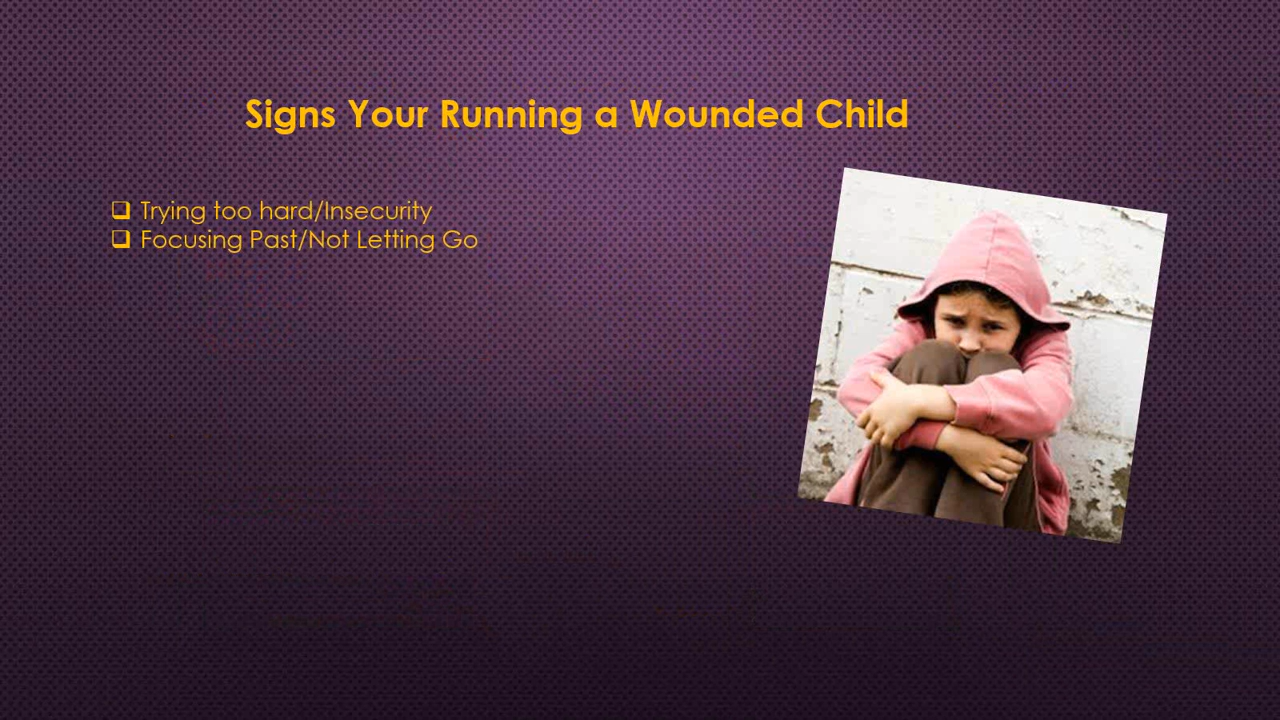 Signs Your Running a Wounded Child
❑ Trying too hard/Insecurity
❑ Focusing Past/Not Letting Go